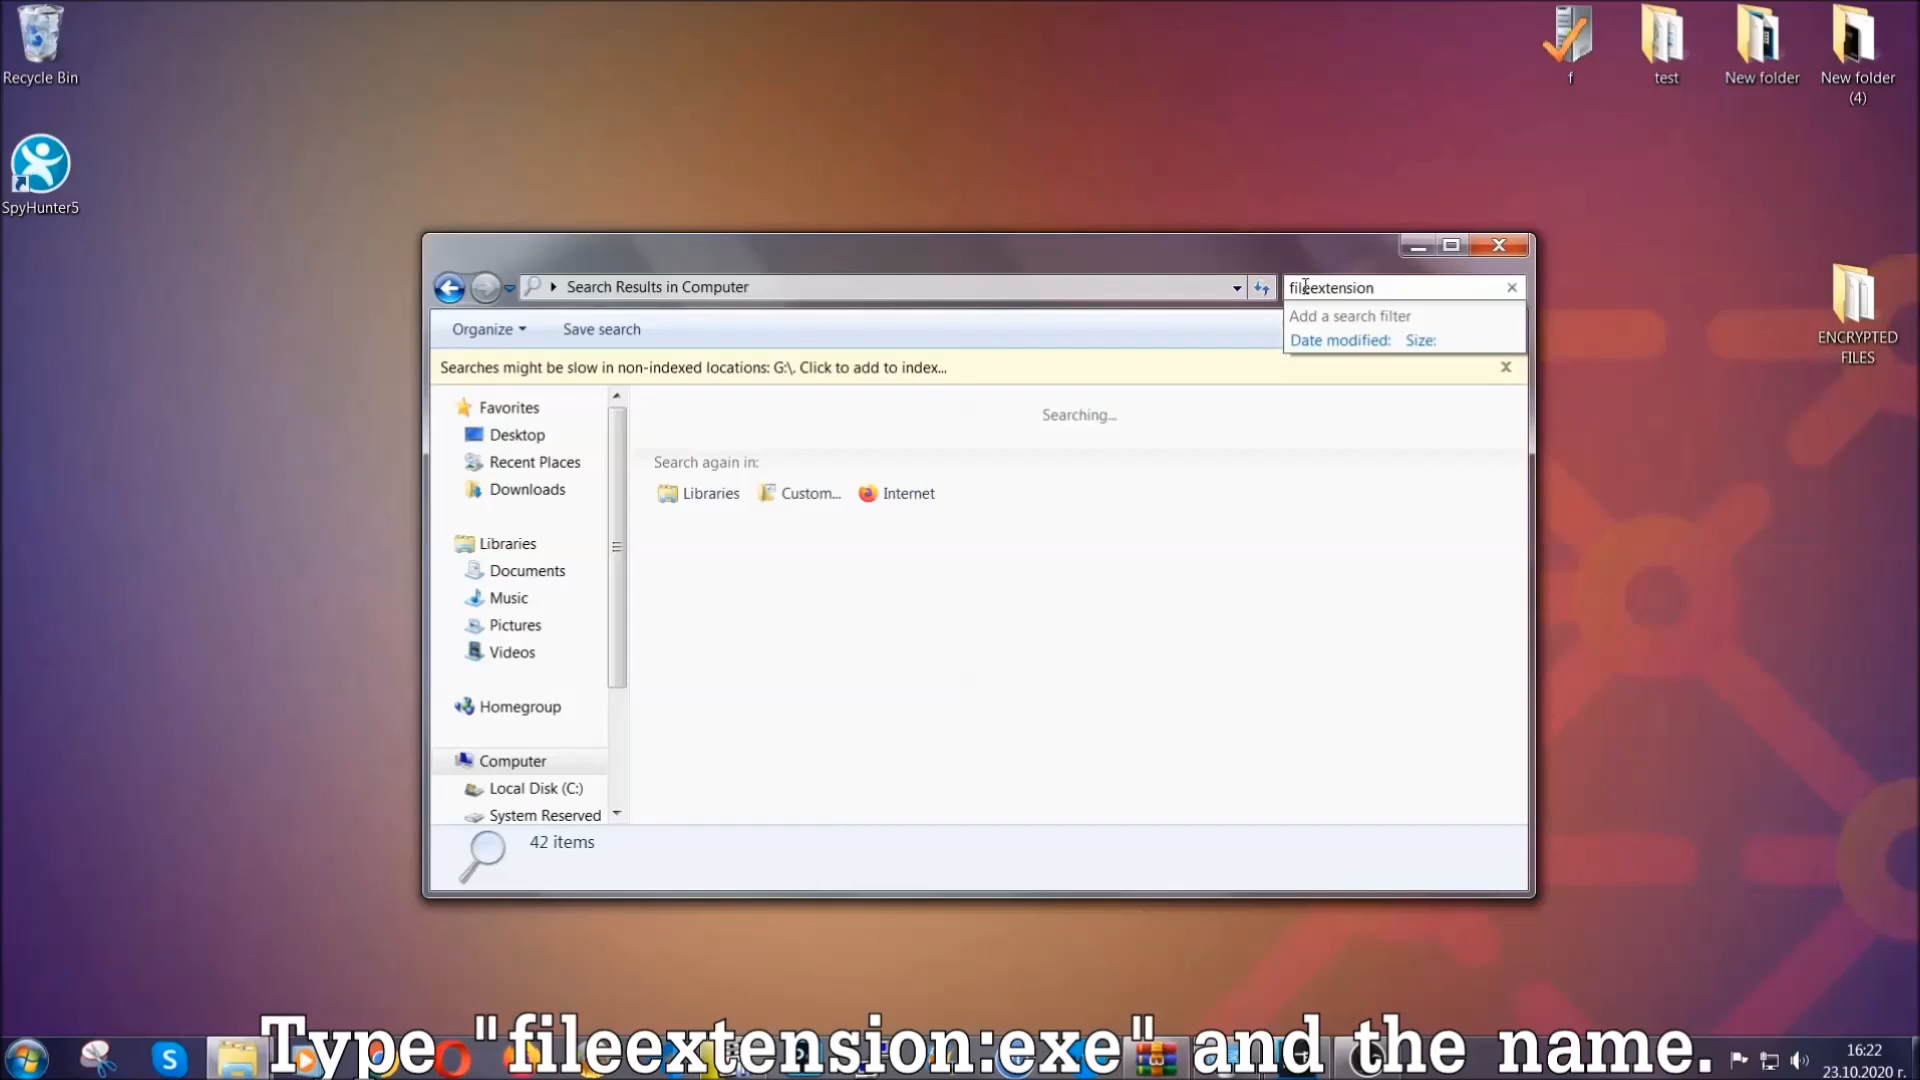 Recycle Bin
SpyHunter5
f
test
New folder
New folder
(4)
ENCRYPTED
FILES
Search Results in Computer
fileextension
Add a search filter
Date modified: Size:
Organize
Save search
Searches might be slow in non-indexed locations: G:\. Click to add to index...
Favorites
Desktop
Recent Places
Downloads
Libraries
Documents
Music
Pictures
Videos
Homegroup
Computer
Local Disk (C:)
System Reserved
Searching...
Search again in:
Libraries
Custom...
Internet
42 items
Type "fileextension:exe" and the name.
16:22
23.10.2020 г.